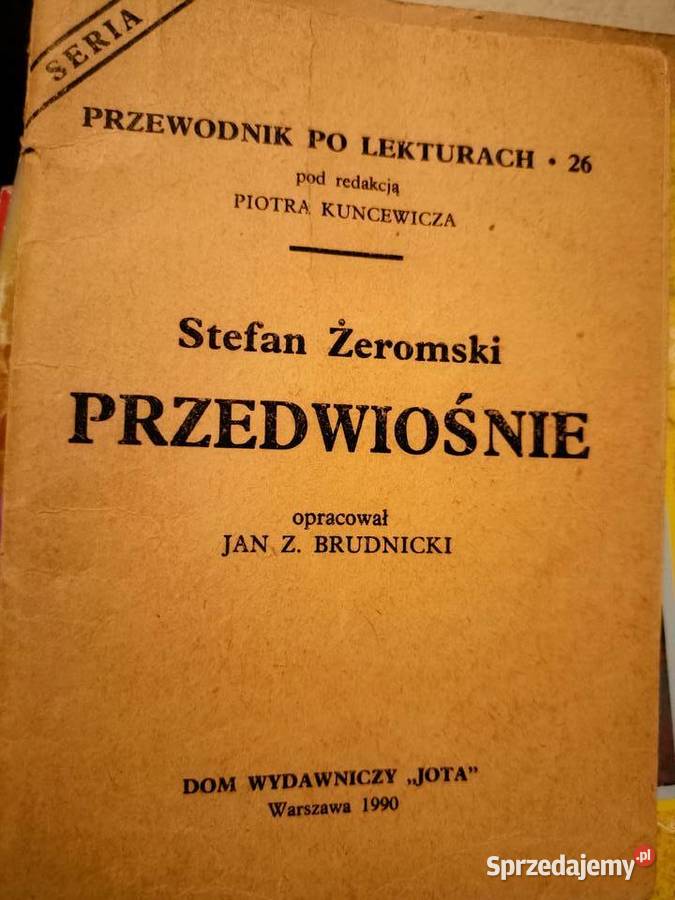 SERIA
PRZEWODNIK PO LEKTURACH • 26
pod redakcją
PIOTRA KUNCEWICZA
Stefan Żeromski
PRZEDWIOŚNIE
opracował
JAN Z. BRUDNICKI
DOM WYDAWNICZY „JOTA”
Warszawa 1990
Sprzedajemy.pl